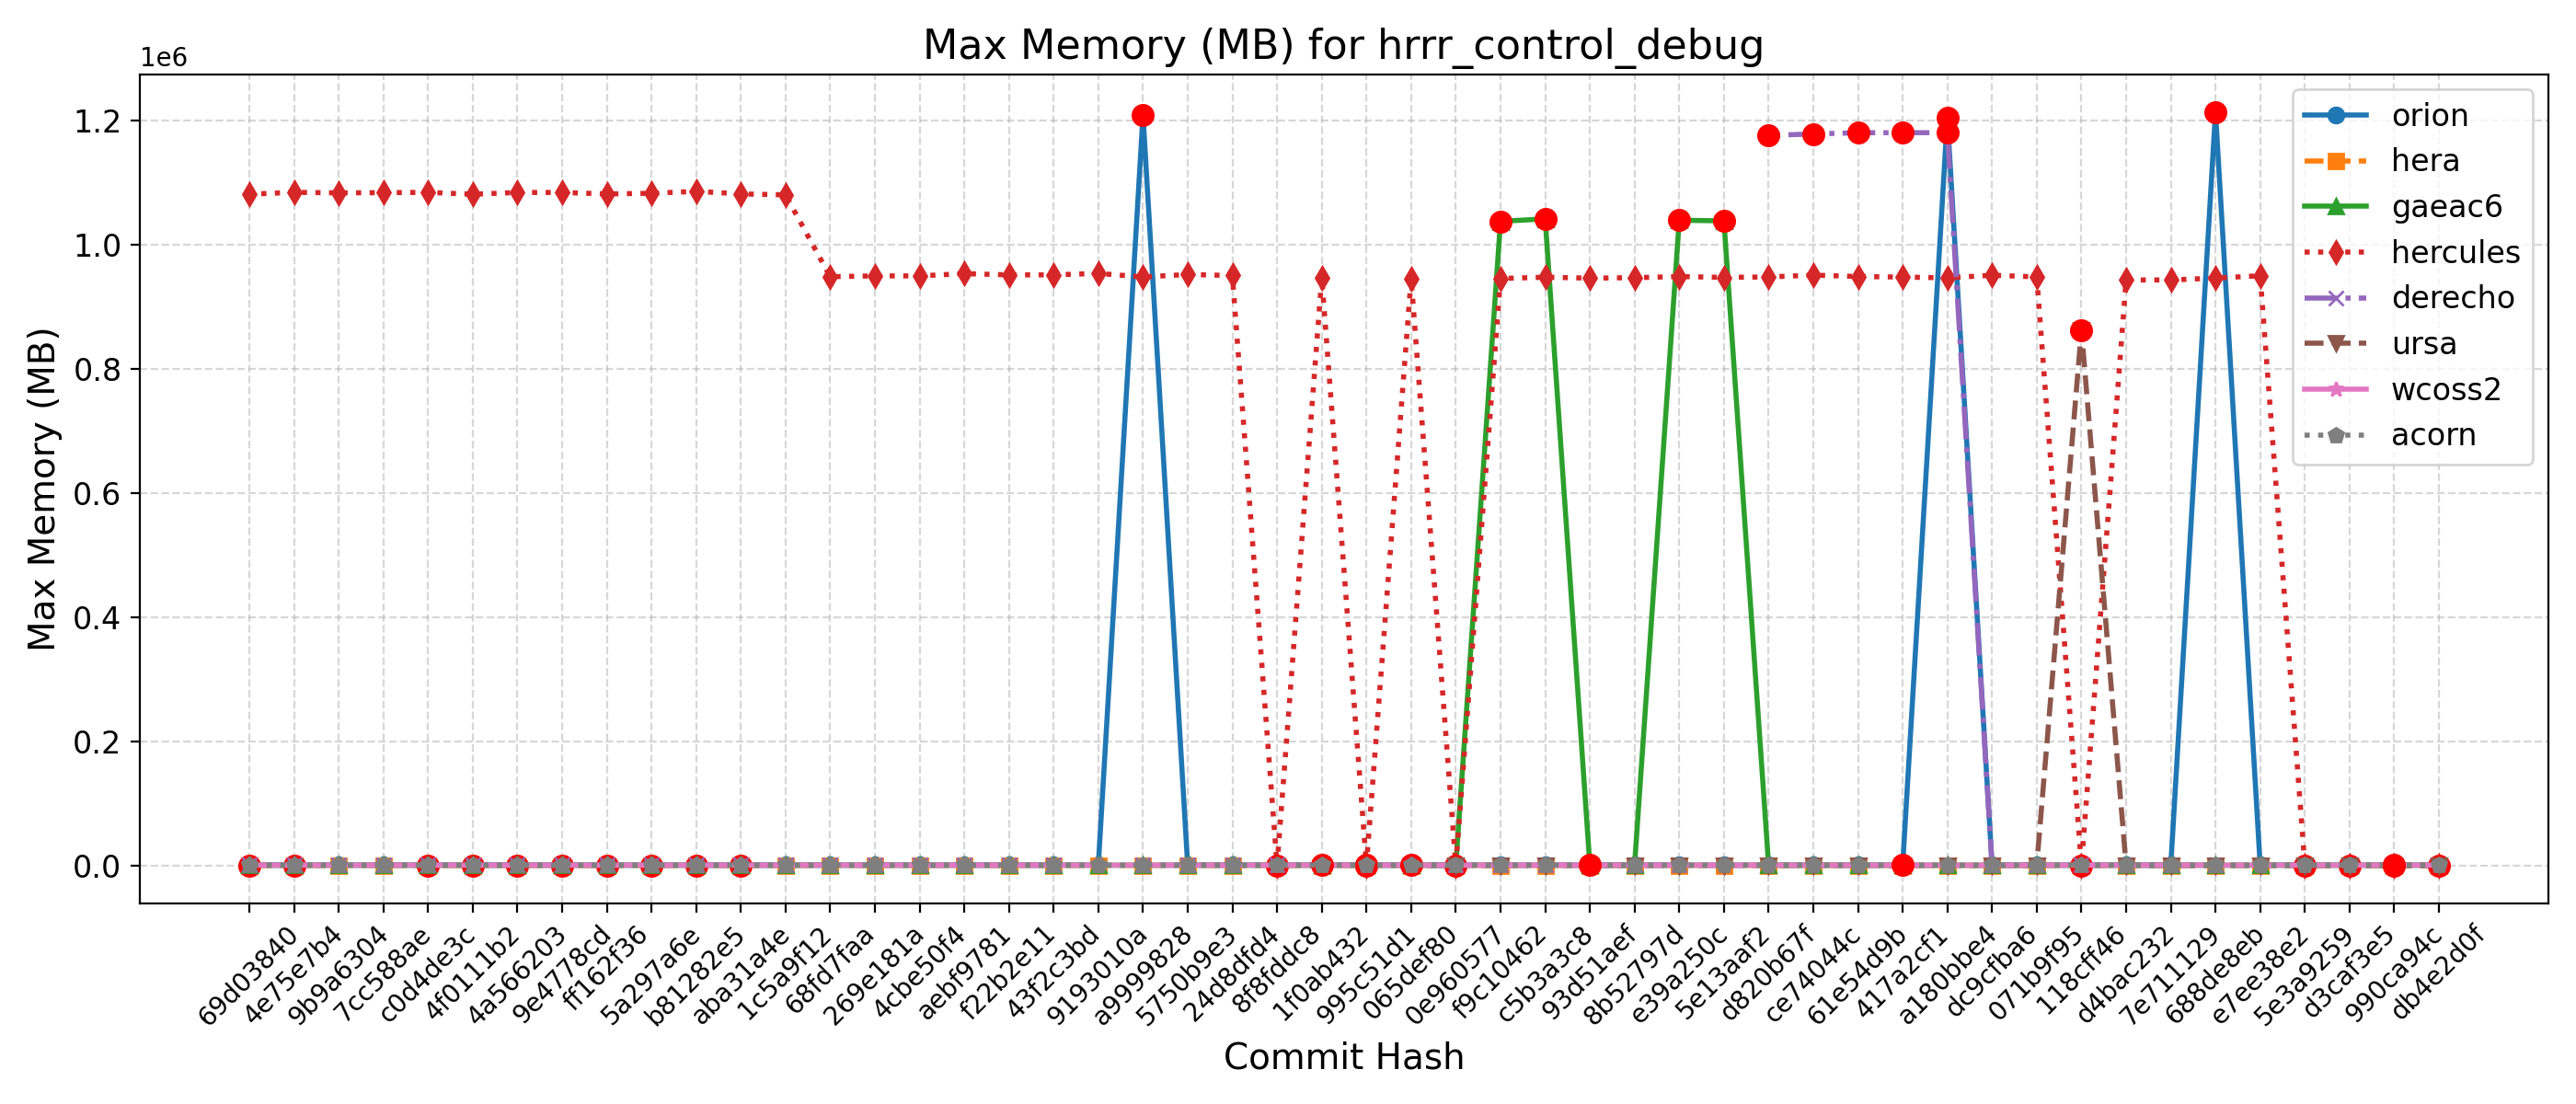 Max Memory (MB) for hrrr_control_debug
1e6
1.2
1.0
0.8
0.6
0.4
0.2
0.0
Max Memory (MB)
orion
hera
gaeac6
hercules
derecho
ursa
wcoss2
acorn
69d03840
4e75e7b4
9b9a6304
7cc588ae
c0d4de3c
4f0111b2
4a566203
9e4778cd
ff162f36
5a297a6e
b81282e5
aba31a4e
1c5a9f12
68fd7faa
269e181a
4cbe50f4
aebf9781
f22b2e11
43f2c3bd
9193010a
a9999828
5750b9e3
24d8dfd4
8f8fddc8
1f0ab432
995c51d1
065def80
0e960577
f9c10462
c5b3a3c8
93d51aef
8b52797d
e39a250c
5e13aaf2
d820b67f
ce74044c
61e54d9b
417a2cf1
a180bbe4
dc9cfba6
071b9f95
118cff46
d4bac232
7e711129
688de8eb
e7ee38e2
5e3a9259
d3caf3e5
990ca94c
db4e2d0f
Commit Hash